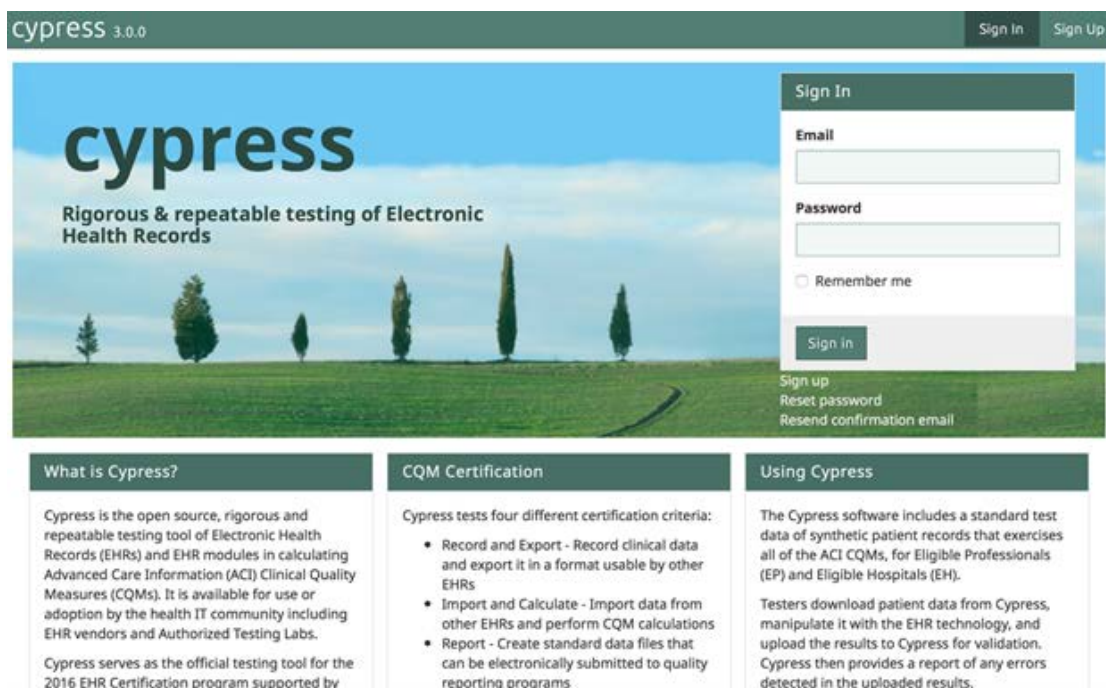 cypress 3.0.0
Sign In
Sign Up
cypress
Rigorous & repeatable testing of Electronic
Health Records
Sign In
Email
Password
Remember me
Sign in
Sign up
Reset password
Resend confirmation email
What is Cypress?
Cypress is the open source, rigorous and
repeatable testing tool of Electronic Health
Records (EHRs) and EHR modules in calculating
Advanced Care Information (ACI) Clinical Quality
Measures (CQMs). It is available for use or
adoption by the health IT community including
EHR vendors and Authorized Testing Labs.
Cypress serves as the official testing tool for the
2016 EHR Certification program supported by
CQM Certification
Cypress tests four different certification criteria:
• Record and Export - Record clinical data
and export it in a format usable by other
EHRs
• Import and Calculate - Import data from
other EHRs and perform CQM calculations
• Report - Create standard data files that
can be electronically submitted to quality
reporting programs
Using Cypress
The Cypress software includes a standard test
data of synthetic patient records that exercises
all of the ACI CQMs, for Eligible Professionals
(EP) and Eligible Hospitals (EH).
Testers download patient data from Cypress,
manipulate it with the EHR technology, and
upload the results to Cypress for validation.
Cypress then provides a report of any errors
detected in the uploaded results.